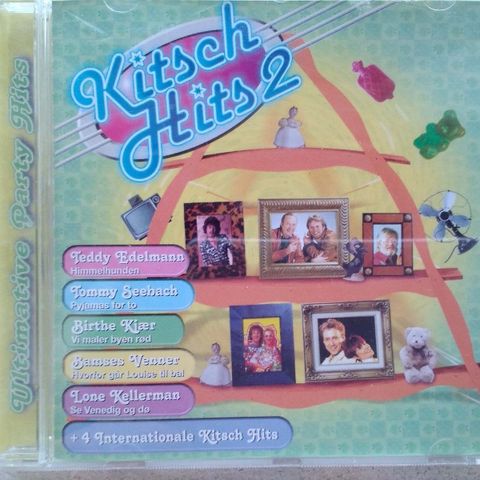 Kitsch
Hits 2
Ultimative Party Hits
Teddy Edelmann
Himmelhunden
Tommy Seebach
Pyjamas for to
Birthe Kjær
Vi maler byen rød
Bamses Venner
Hvorfor går Louise til bal
Lone Kellerman
Se Venedig og dø
+ 4 Internationale Kitsch Hits